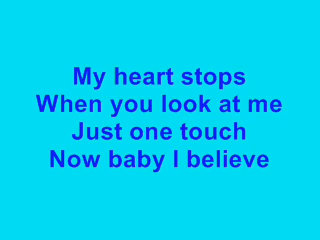 My heart stops
When you look at me
Just one touch
Now baby I believe